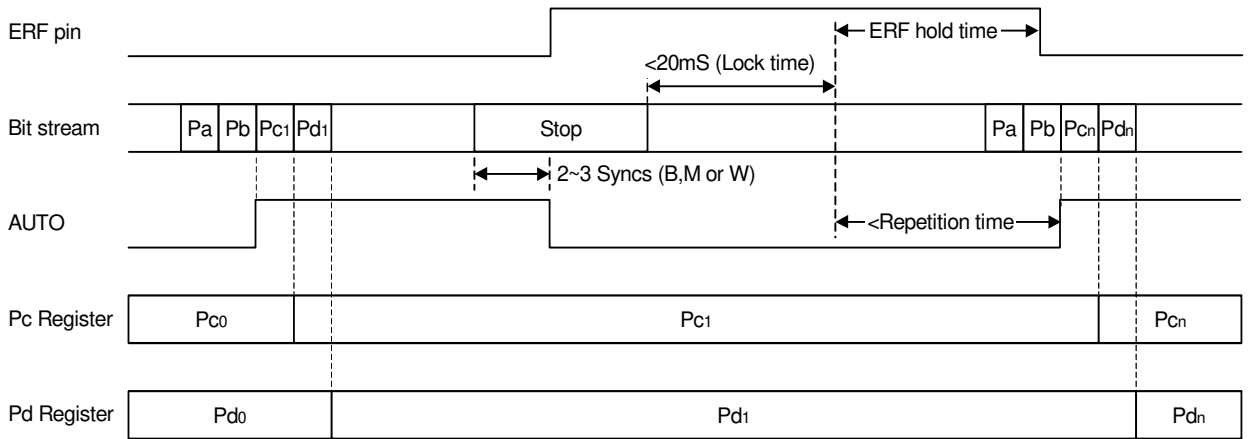 ERF pin
ERF hold time
<20mS (Lock time)
Bit stream
Pa Pb Pc1 Pd1 Stop Pa Pb Pcn Pdn
2~3 Syncs (B,M or W)
AUTO
<Repetition time
Pc Register Pc0 Pc1 Pcn
Pd Register Pd0 Pd1 Pdn